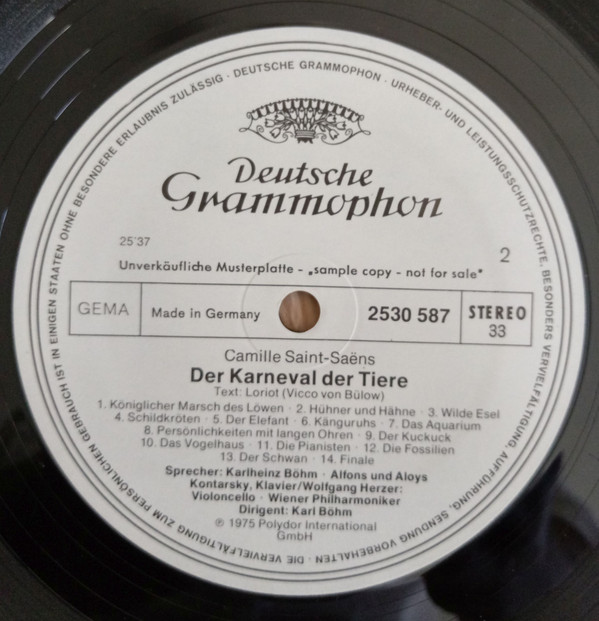 Deutsche
Grammophon
25'37
2
Unverkäufliche Musterplatte - „sample copy - not for sale"
GEMA
Made in Germany
2530 587
STEREO
33
Camille Saint-Saëns
Der Karneval der Tiere
Text: Loriot (Vicco von Bülow)
1. Königlicher Marsch des Löwen · 2. Hühner und Hähne · 3. Wilde Esel
4. Schildkröten · 5. Der Elefant · 6. Känguruhs · 7. Das Aquarium
8. Persönlichkeiten mit langen Ohren · 9. Der Kuckuck
10. Das Vogelhaus · 11. Die Pianisten · 12. Die Fossilien
13. Der Schwan · 14. Finale
Sprecher: Karlheinz Böhm · Alfons und Aloys
Kontarsky, Klavier/Wolfgang Herzer:
Violoncello · Wiener Philharmoniker
Dirigent: Karl Böhm
℗ 1975 Polydor International
GmbH
DEUTSCHE GRAMMOPHON · URHEBER- UND LEISTUNGSSCHUTZRECHTE, BESONDERS VERVIELFÄLTIGUNG, AUFFÜHRUNG, SENDUNG VORBEHALTEN · DIE VERVIELFÄLTIGUNG ZUM PERSÖNLICHEN GEBRAUCH IST IN EINIGEN STAATEN OHNE BESONDERE ERLAUBNIS ZULÄSSIG ·